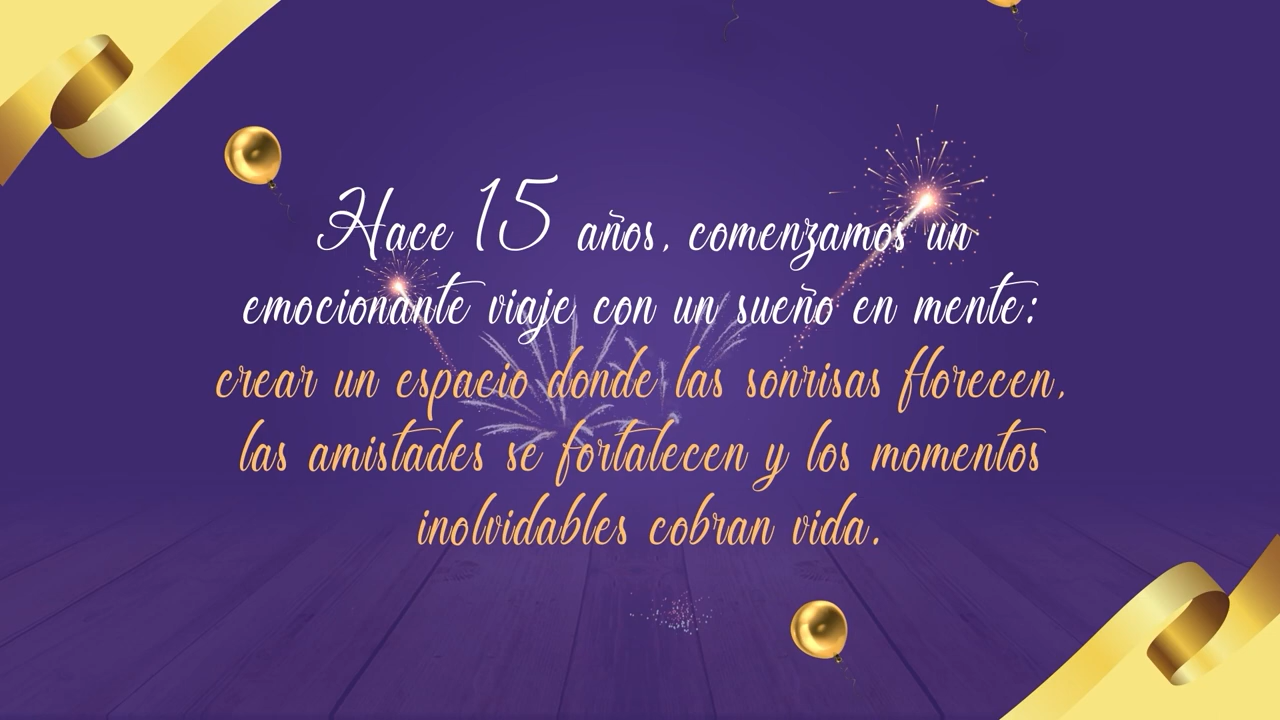 Hace 15 años, comenzamos un
emocionante viaje con un sueño en mente:
crear un espacio donde las sonrisas florecen,
las amistades se fortalecen y los momentos
inolvidables cobran vida.